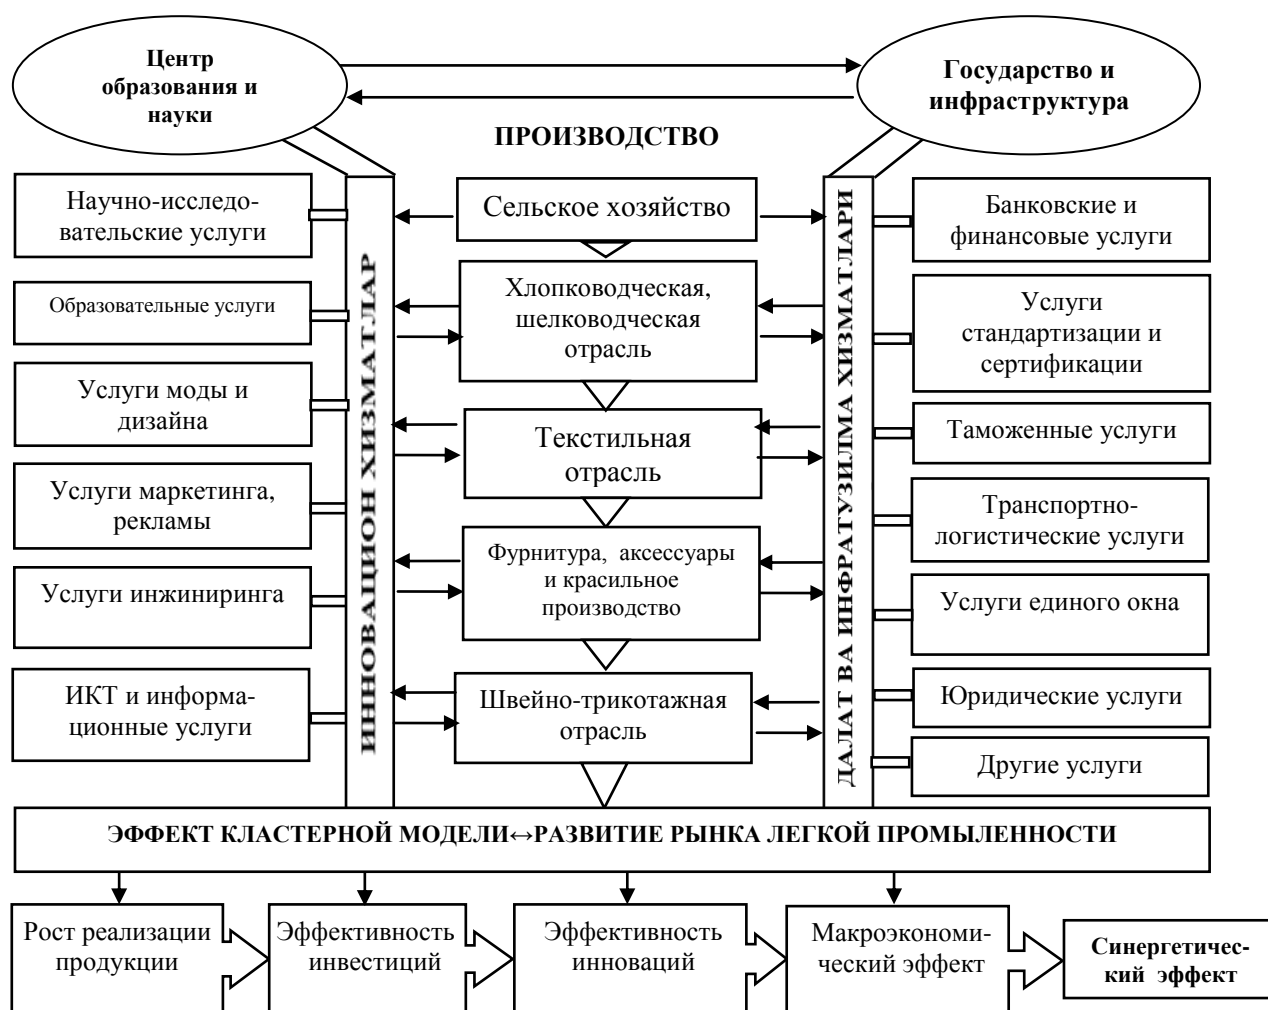 Центр
образования и
науки
Государство и
инфраструктура
ПРОИЗВОДСТВО
Научно-исследо-
вательские услуги
Образовательные услуги
Услуги моды и
дизайна
Услуги маркетинга,
рекламы
Услуги инжиниринга
ИКТ и информа-
ционные услуги
ИННОВАЦИОН ХИЗМАТЛАР
Сельское хозяйство
Хлопководческая,
шелководческая
отрасль
Текстильная
отрасль
Фурнитура, аксессуары
и красильное
производство
Швейно-трикотажная
отрасль
ДАЛАТ ВА ИНФРАТУЗИЛМА ХИЗМАТЛАРИ
Банковские и
финансовые услуги
Услуги
стандартизации и
сертификации
Таможенные услуги
Транспортно-
логистические услуги
Услуги единого окна
Юридические услуги
Другие услуги
ЭФФЕКТ КЛАСТЕРНОЙ МОДЕЛИ↔РАЗВИТИЕ РЫНКА ЛЕГКОЙ ПРОМЫЛЕННОСТИ
Рост реализации
продукции
Эффективность
инвестиций
Эффективность
инноваций
Макроэкономи-
ческий эффект
Синергетичес-
кий эффект